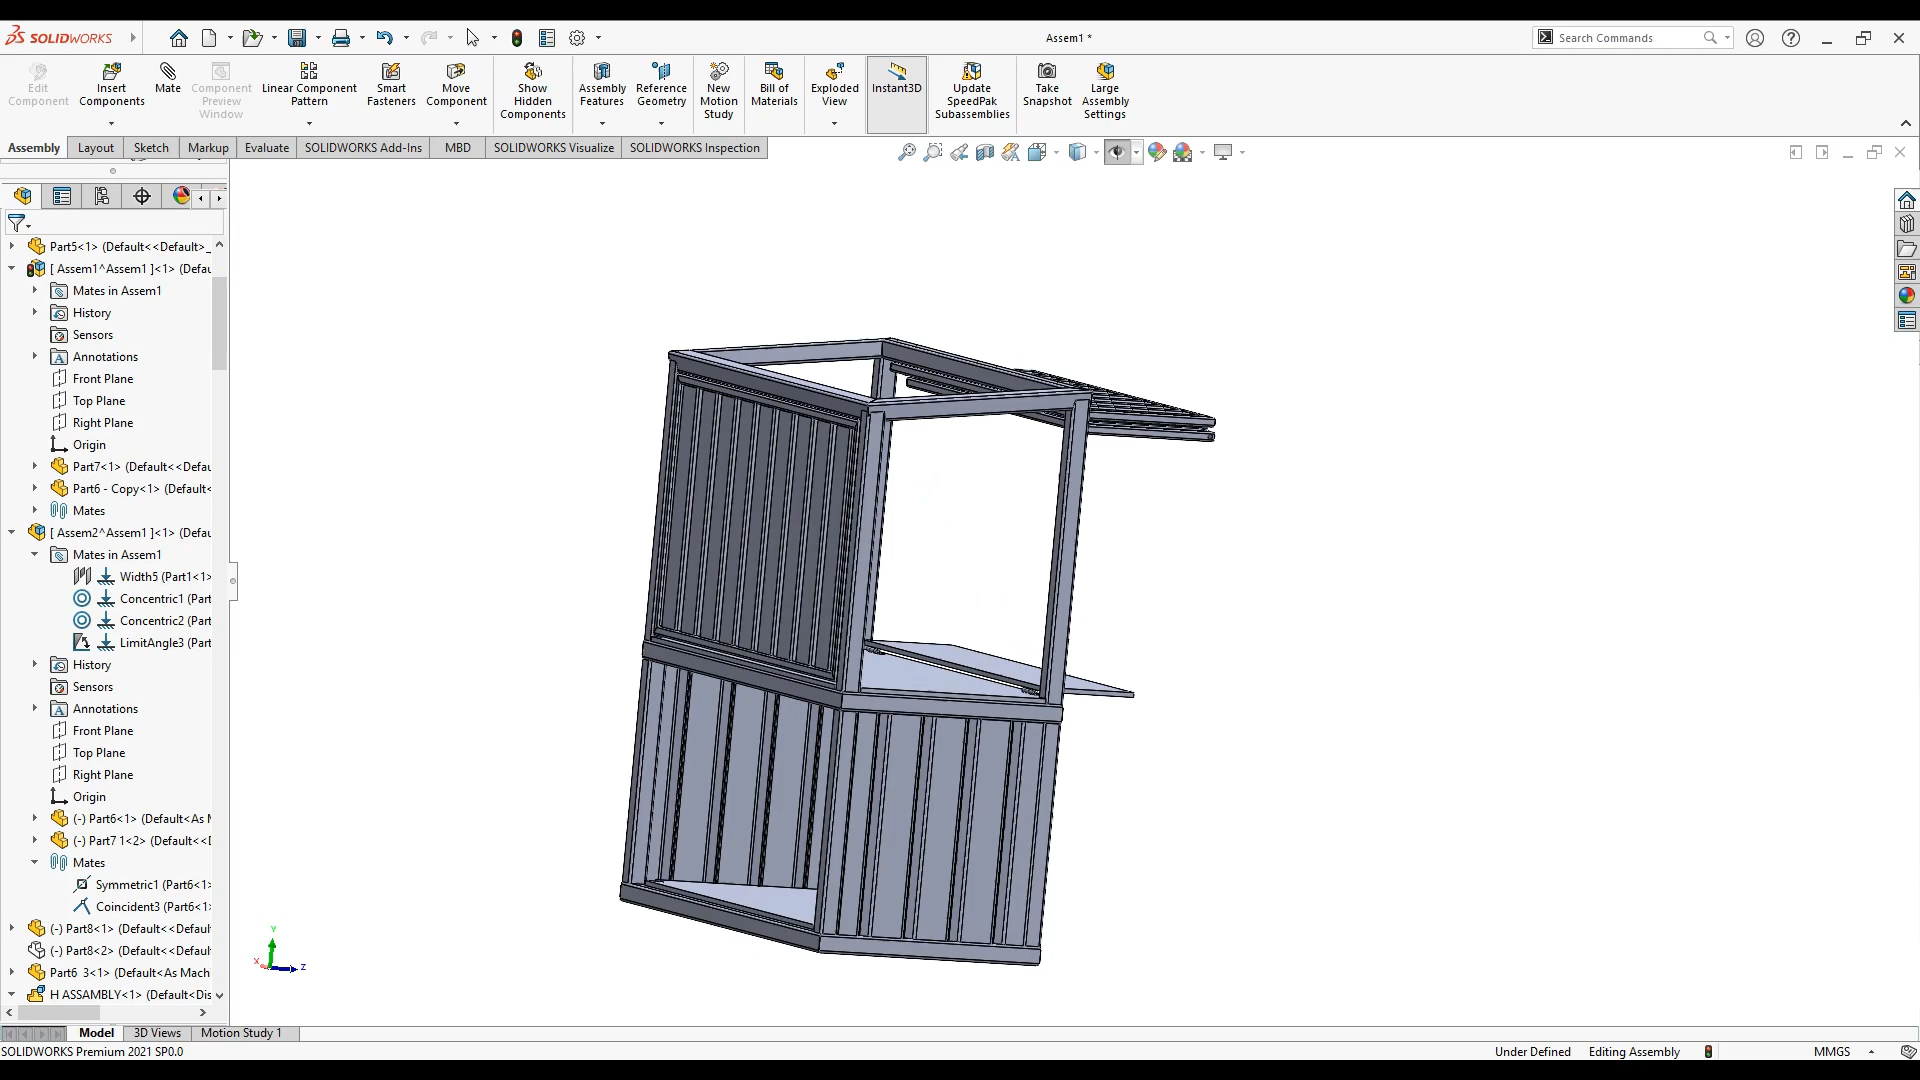 SOLIDWORKS
Assem1 *
Search Commands
Edit Component
Insert Components
Mate
Component Preview Window
Linear Component Pattern
Smart Fasteners
Move Component
Show Hidden Components
Assembly Features
Reference Geometry
New Motion Study
Bill of Materials
Exploded View
Instant3D
Update SpeedPak Subassemblies
Take Snapshot
Large Assembly Settings
Assembly
Layout
Sketch
Markup
Evaluate
SOLIDWORKS Add-Ins
MBD
SOLIDWORKS Visualize
SOLIDWORKS Inspection
Part5<1> (Default<<Default>_
[ Assem1^Assem1 ]<1> (Defau
Mates in Assem1
History
Sensors
Annotations
Front Plane
Top Plane
Right Plane
Origin
Part7<1> (Default<<Defau
Part6 - Copy<1> (Default<
Mates
[ Assem2^Assem1 ]<1> (Defau
Mates in Assem1
Width5 (Part1<1>
Concentric1 (Part
Concentric2 (Part
LimitAngle3 (Part
History
Sensors
Annotations
Front Plane
Top Plane
Right Plane
Origin
(-) Part6<1> (Default<As M
(-) Part7 1<2> (Default<<D
Mates
Symmetric1 (Part6<1>
Coincident3 (Part6<1>
(-) Part8<1> (Default<<Defaul
(-) Part8<2> (Default<<Defaul
Part6 3<1> (Default<As Mach
H ASSEMBLY<1> (Default<Dis
Y
X
Z
Model
3D Views
Motion Study 1
SOLIDWORKS Premium 2021 SP0.0
Under Defined
Editing Assembly
MMGS